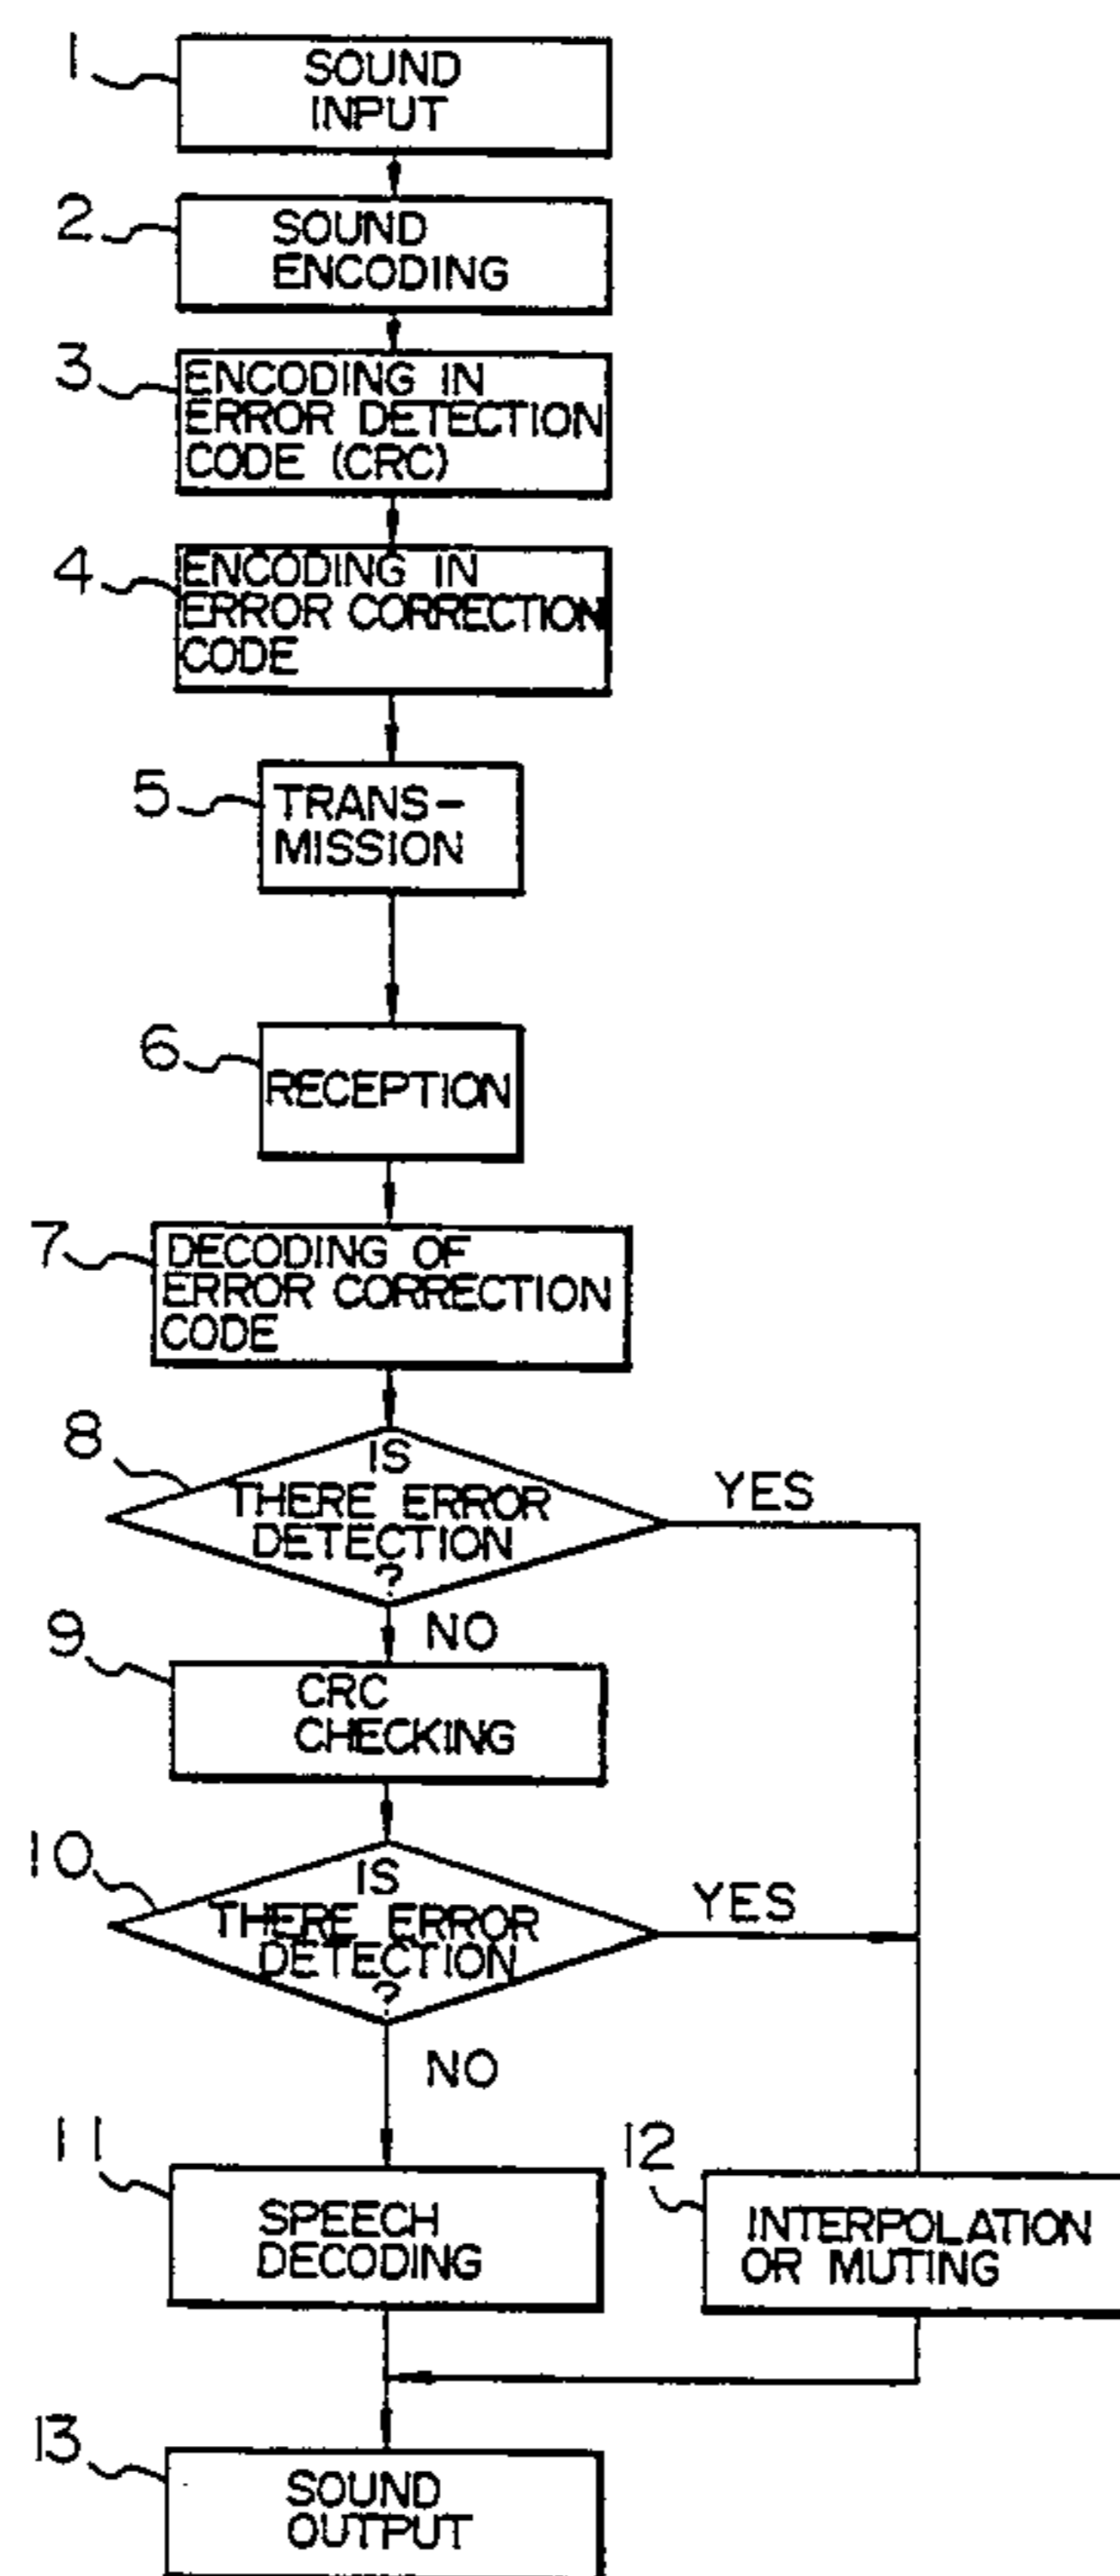 1
SOUND
INPUT
2
SOUND
ENCODING
3
ENCODING IN
ERROR DETECTION
CODE (CRC)
4
ENCODING IN
ERROR CORRECTION
CODE
5
TRANS-
MISSION
6
RECEPTION
7
DECODING OF
ERROR CORRECTION
CODE
8
IS
THERE ERROR
DETECTION
?
YES
NO
9
CRC
CHECKING
10
IS
THERE ERROR
DETECTION
?
YES
NO
11
SPEECH
DECODING
12
INTERPOLATION
OR MUTING
13
SOUND
OUTPUT